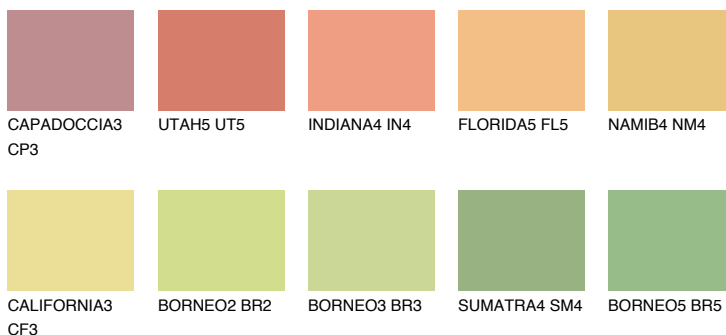 CAPADOCCIA3
CP3
UTAH5 UT5
INDIANA4 IN4
FLORIDA5 FL5
NAMIB4 NM4
CALIFORNIA3
CF3
BORNEO2 BR2
BORNEO3 BR3
SUMATRA4 SM4
BORNEO5 BR5